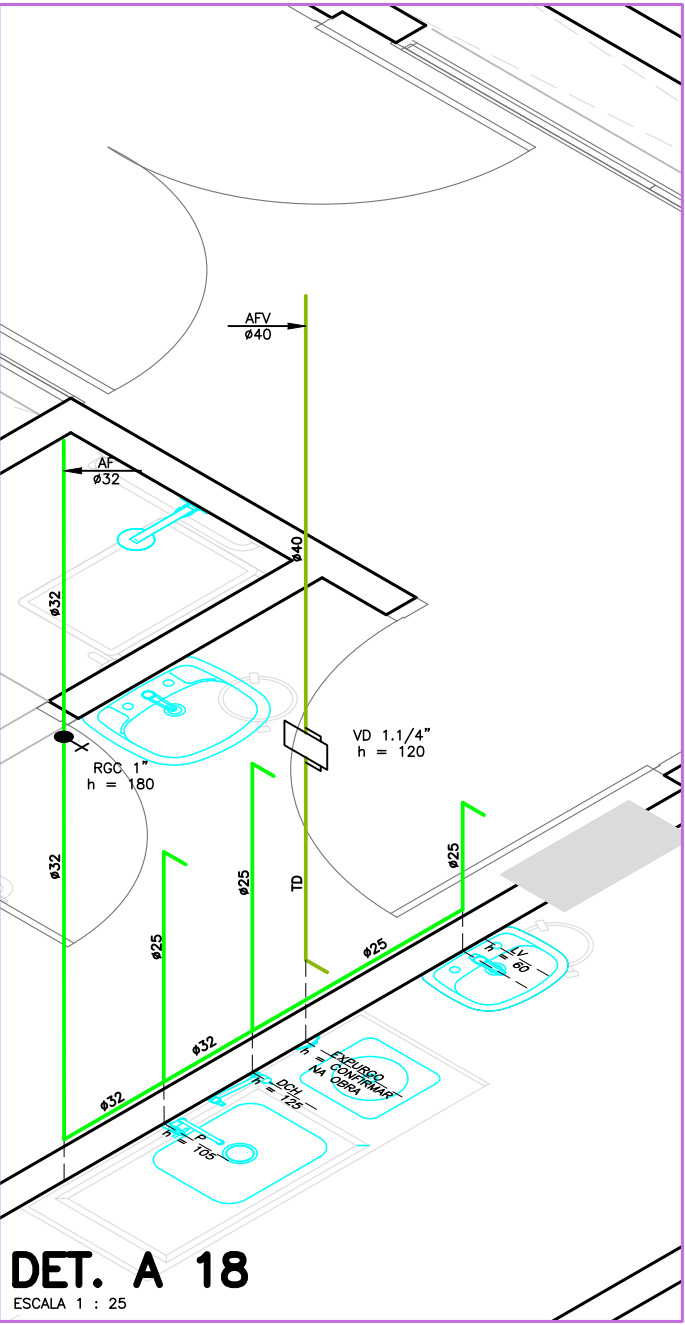 AFV
ø40
AF
ø32
ø40
ø32
VD 1.1/4"
h = 120
RGC 1"
h = 180
ø32
ø25
ø25
TD
ø25
ø25
LV
h = 60
ø32
EXPURGO
h = CONFIRMAR
NA OBRA
DCH
h = 125
ø32
P
h = 105
DET. A 18
ESCALA 1 : 25